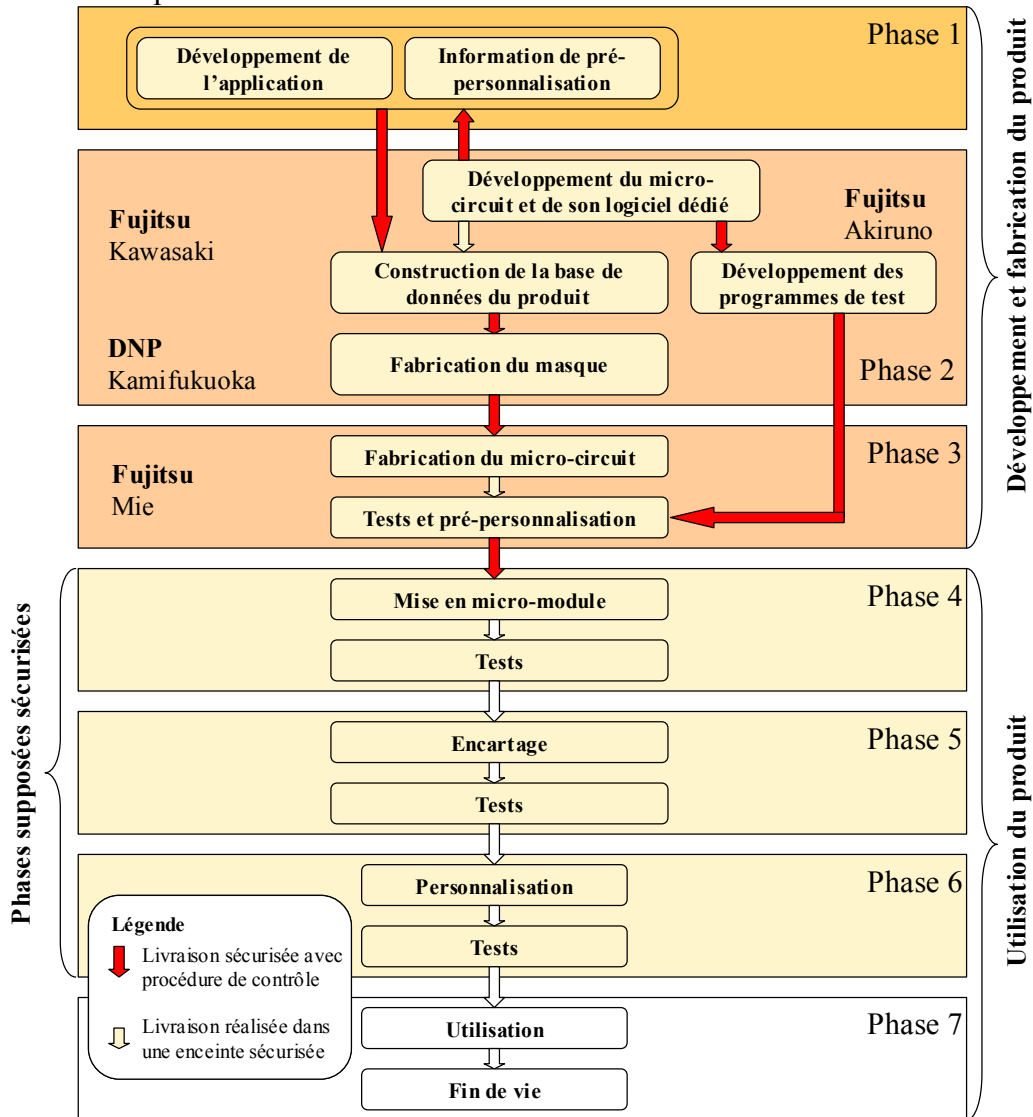 Phase 1
Développement de
l'application
Information de pré-
personnalisation
Développement du micro-
circuit et de son logiciel dédié
Fujitsu
Kawasaki
Fujitsu
Akiruno
Construction de la base de
données du produit
Développement des
programmes de test
DNP
Kamifukuoka
Fabrication du masque
Phase 2
Fabrication du micro-circuit
Phase 3
Fujitsu
Mie
Tests et pré-personnalisation
Développement et fabrication du produit
Mise en micro-module
Phase 4
Tests
Encartage
Phase 5
Tests
Personnalisation
Phase 6
Tests
Phases supposées sécurisées
Utilisation du produit
Légende
Livraison sécurisée avec
procédure de contrôle
Livraison réalisée dans
une enceinte sécurisée
Utilisation
Phase 7
Fin de vie